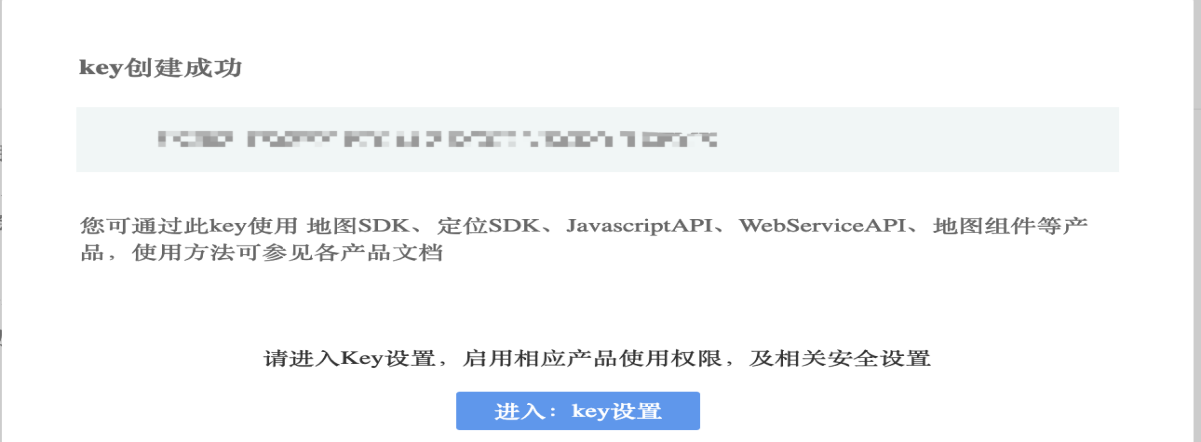 key创建成功
您可通过此key使用 地图SDK、定位SDK、JavascriptAPI、WebServiceAPI、地图组件等产
品，使用方法可参见各产品文档
请进入Key设置，启用相应产品使用权限，及相关安全设置
进入：key设置